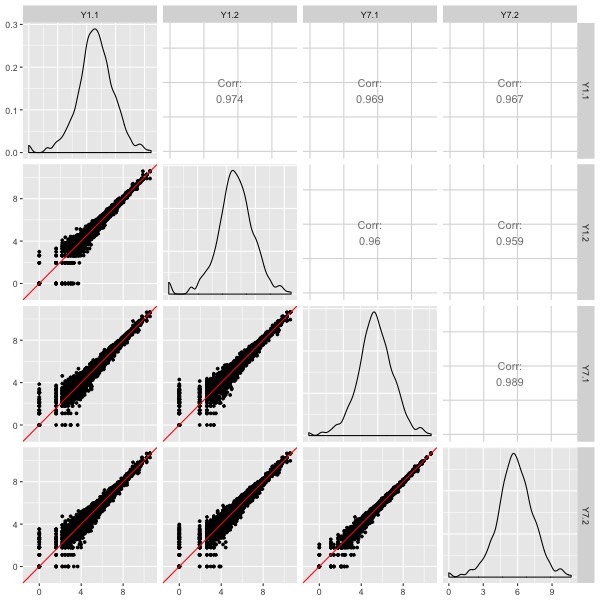 Y1.1 Y1.2 Y7.1 Y7.2
0.3
0.2
0.1
0.0
Corr:
0.974
Corr:
0.969
Corr:
0.967
Y1.1
8
4
0
Corr:
0.96
Corr:
0.959
Y1.2
8
4
0
Corr:
0.989
Y7.1
8
4
0
Y7.2
0 4 8 0 4 8 0 4 8 0 3 6 9